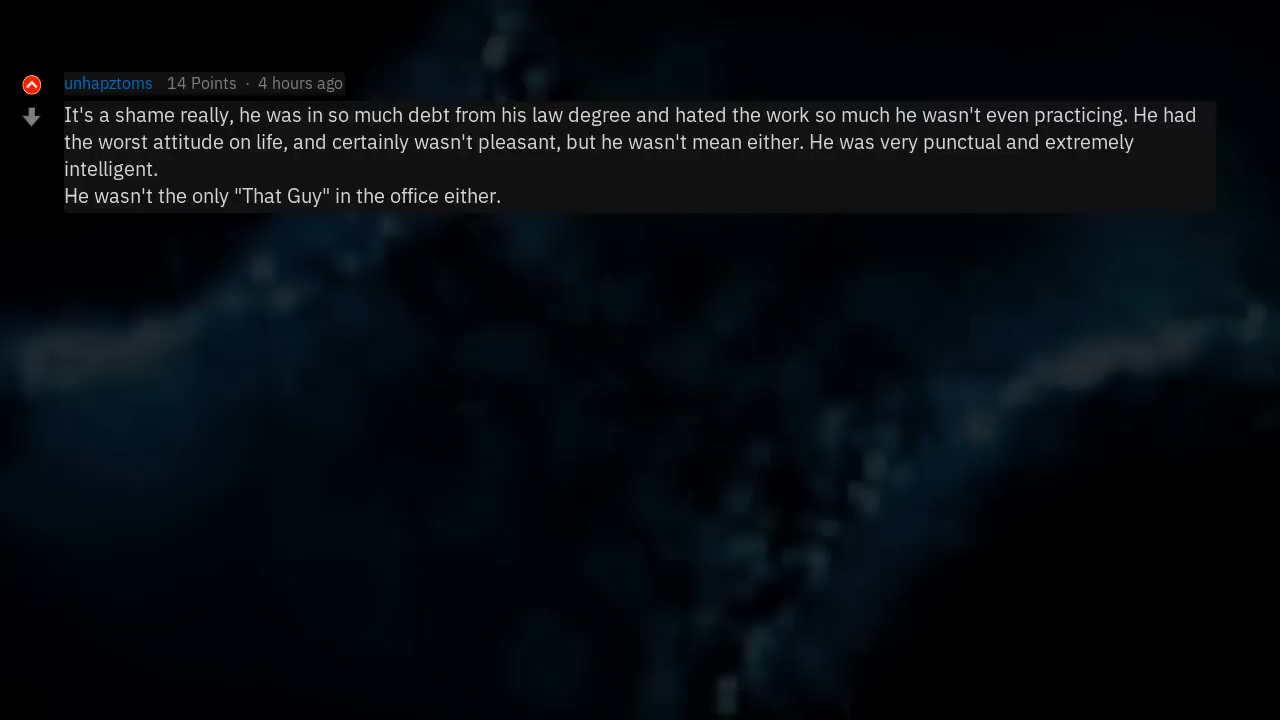 unhapztoms 14 Points · 4 hours ago
It's a shame really, he was in so much debt from his law degree and hated the work so much he wasn't even practicing. He had
the worst attitude on life, and certainly wasn't pleasant, but he wasn't mean either. He was very punctual and extremely
intelligent.
He wasn't the only "That Guy" in the office either.